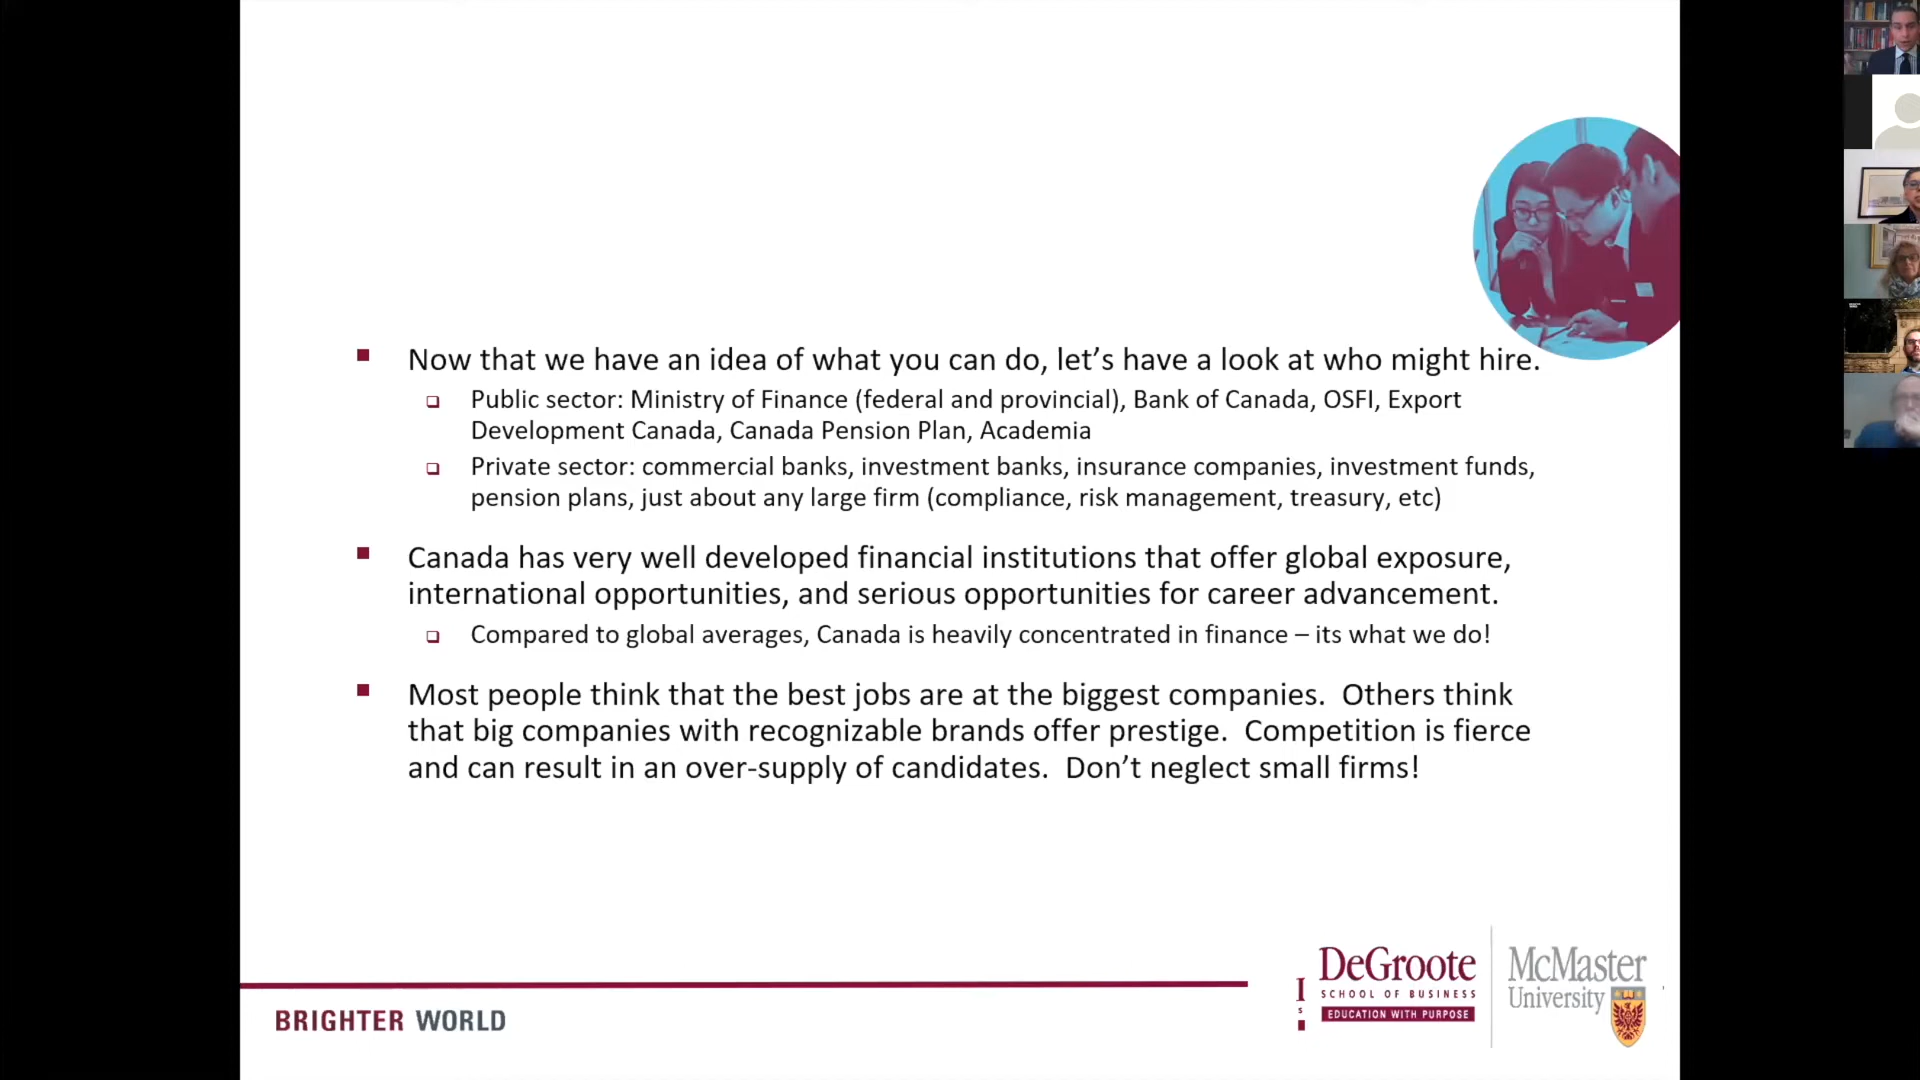 Now that we have an idea of what you can do, let’s have a look at who might hire.
Public sector: Ministry of Finance (federal and provincial), Bank of Canada, OSFI, Export
Development Canada, Canada Pension Plan, Academia
Private sector: commercial banks, investment banks, insurance companies, investment funds,
pension plans, just about any large firm (compliance, risk management, treasury, etc)
Canada has very well developed financial institutions that offer global exposure,
international opportunities, and serious opportunities for career advancement.
Compared to global averages, Canada is heavily concentrated in finance – its what we do!
Most people think that the best jobs are at the biggest companies.  Others think
that big companies with recognizable brands offer prestige.  Competition is fierce
and can result in an over-supply of candidates.  Don’t neglect small firms!
BRIGHTER WORLD
DeGroote
SCHOOL OF BUSINESS
EDUCATION WITH PURPOSE
McMaster
University